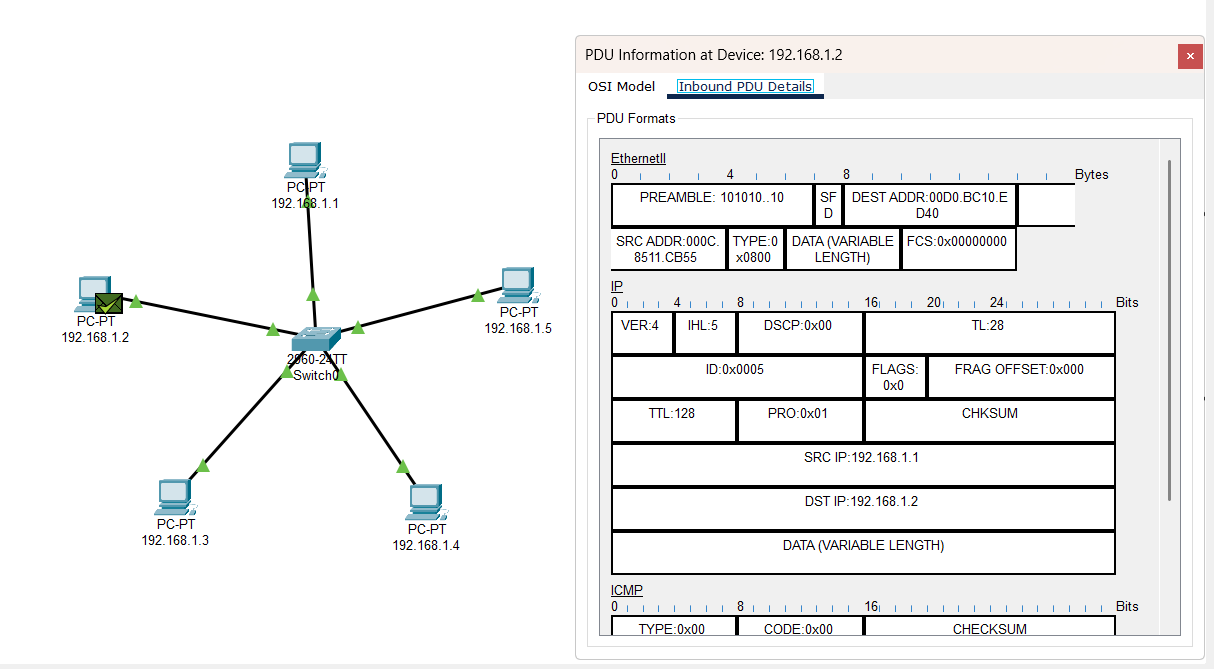 PC-PT
192.168.1.1
PC-PT
192.168.1.2
PC-PT
192.168.1.5
2960-24TT
Switch0
PC-PT
192.168.1.3
PC-PT
192.168.1.4
PDU Information at Device: 192.168.1.2
OSI Model Inbound PDU Details
PDU Formats
EthernetII
0 4 8 Bytes
PREAMBLE: 101010..10 SF DEST ADDR:00D0.BC10.E
D D40
SRC ADDR:000C. TYPE:0 DATA (VARIABLE FCS:0x00000000
8511.CB55 x0800 LENGTH)
IP
0 4 8 16 20 24 Bits
VER:4 IHL:5 DSCP:0x00 TL:28
ID:0x0005 FLAGS: FRAG OFFSET:0x000
0x0
TTL:128 PRO:0x01 CHKSUM
SRC IP:192.168.1.1
DST IP:192.168.1.2
DATA (VARIABLE LENGTH)
ICMP
0 8 16 Bits
TYPE:0x00 CODE:0x00 CHECKSUM